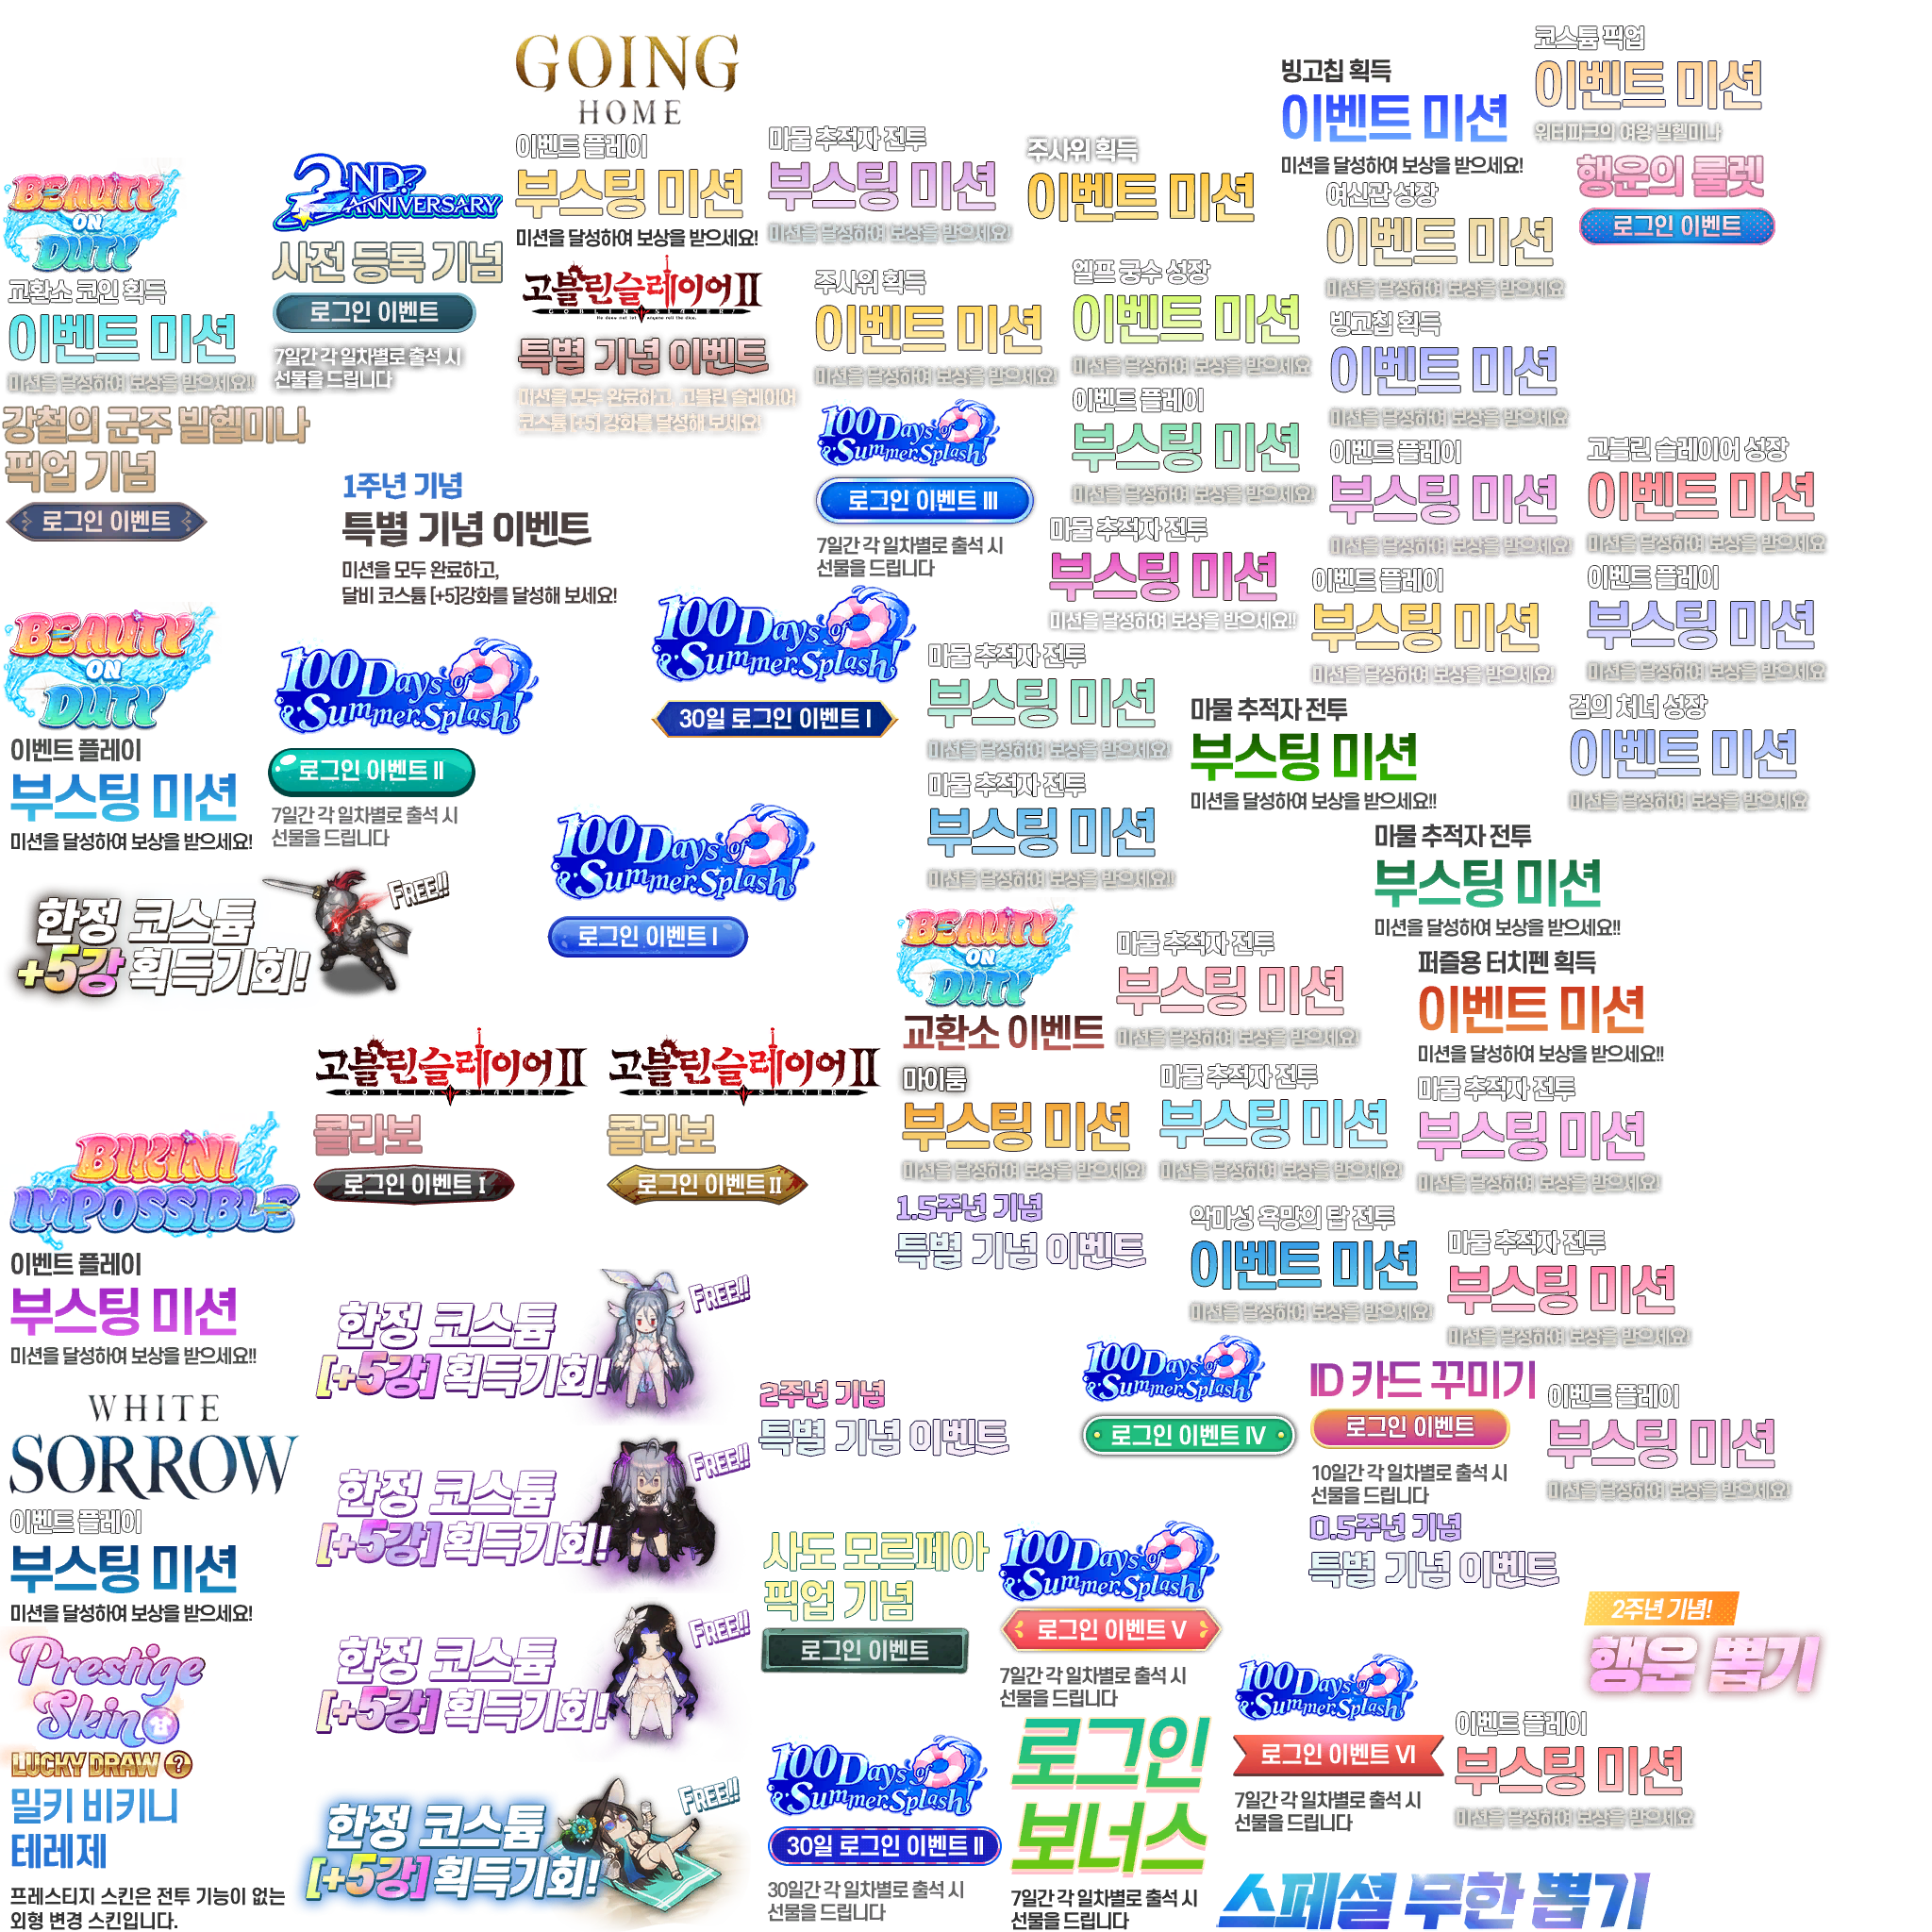 GOING
HOME
이벤트 플레이
부스팅 미션
미션을 달성하여 보상을 받으세요!
마물 추적자 전투
부스팅 미션
미션을 달성하여 보상을 받으세요!
주사위 획득
이벤트 미션
빙고칩 획득
이벤트 미션
미션을 달성하여 보상을 받으세요!
코스튬 픽업
이벤트 미션
워터파크의 여왕 빌헬미나
행운의 룰렛
로그인 이벤트
BEAUTY
ON
DUTY
교환소 코인 획득
이벤트 미션
미션을 달성하여 보상을 받으세요!!
2ND
ANNIVERSARY
사전 등록 기념
로그인 이벤트
7일간 각 일차별로 출석 시
선물을 드립니다
고블린슬레이어 II
GOBLIN SLAYER!
He does not let anyone roll the dice.
특별 기념 이벤트
미션을 모두 완료하고, 고블린 슬레이어
코스튬 [+5] 강화를 달성해 보세요!
주사위 획득
이벤트 미션
미션을 달성하여 보상을 받으세요!
엘프 궁수 성장
이벤트 미션
미션을 달성하여 보상을 받으세요
여신관 성장
이벤트 미션
미션을 달성하여 보상을 받으세요
빙고칩 획득
이벤트 미션
미션을 달성하여 보상을 받으세요
강철의 군주 빌헬미나
픽업 기념
로그인 이벤트
1주년 기념
특별 기념 이벤트
미션을 모두 완료하고,
달비 코스튬 [+5]강화를 달성해 보세요!
100 Days of
Summer Splash!
로그인 이벤트 III
7일간 각 일차별로 출석 시
선물을 드립니다
이벤트 플레이
부스팅 미션
미션을 달성하여 보상을 받으세요!
이벤트 플레이
부스팅 미션
미션을 달성하여 보상을 받으세요
고블린 슬레이어 성장
이벤트 미션
미션을 달성하여 보상을 받으세요
마물 추적자 전투
부스팅 미션
미션을 달성하여 보상을 받으세요!!
이벤트 플레이
부스팅 미션
미션을 달성하여 보상을 받으세요!
이벤트 플레이
부스팅 미션
미션을 달성하여 보상을 받으세요
BEAUTY
ON
DUTY
이벤트 플레이
부스팅 미션
미션을 달성하여 보상을 받으세요!
100 Days of
Summer Splash!
로그인 이벤트 II
7일간 각 일차별로 출석 시
선물을 드립니다
100 Days of
Summer Splash!
30일 로그인 이벤트 I
마물 추적자 전투
부스팅 미션
미션을 달성하여 보상을 받으세요!
마물 추적자 전투
부스팅 미션
미션을 달성하여 보상을 받으세요!!
검의 처녀 성장
이벤트 미션
미션을 달성하여 보상을 받으세요
마물 추적자 전투
부스팅 미션
미션을 달성하여 보상을 받으세요!!
마물 추적자 전투
부스팅 미션
미션을 달성하여 보상을 받으세요!!
한정 코스튬
+5강 획득기회!
FREE!!
100 Days of
Summer Splash!
로그인 이벤트 I
BEAUTY
ON
DUTY
교환소 이벤트
마물 추적자 전투
부스팅 미션
미션을 달성하여 보상을 받으세요!
퍼즐용 터치펜 획득
이벤트 미션
미션을 달성하여 보상을 받으세요!!
고블린슬레이어 II
GOBLIN SLAYER!
콜라보
로그인 이벤트 I
고블린슬레이어 II
GOBLIN SLAYER!
콜라보
로그인 이벤트 II
마이룸
부스팅 미션
미션을 달성하여 보상을 받으세요!
마물 추적자 전투
부스팅 미션
미션을 달성하여 보상을 받으세요!
마물 추적자 전투
부스팅 미션
미션을 달성하여 보상을 받으세요!
BIKINI
IMPOSSIBLE
이벤트 플레이
부스팅 미션
미션을 달성하여 보상을 받으세요!!
1.5주년 기념
특별 기념 이벤트
악마성 욕망의 탑 전투
이벤트 미션
미션을 달성하여 보상을 받으세요!
마물 추적자 전투
부스팅 미션
미션을 달성하여 보상을 받으세요!
한정 코스튬
[+5강] 획득기회!
FREE!!
WHITE
SORROW
이벤트 플레이
부스팅 미션
미션을 달성하여 보상을 받으세요!
2주년 기념
특별 기념 이벤트
100 Days of
Summer Splash!
로그인 이벤트 IV
ID 카드 꾸미기
로그인 이벤트
10일간 각 일차별로 출석 시
선물을 드립니다
이벤트 플레이
부스팅 미션
미션을 달성하여 보상을 받으세요!
한정 코스튬
[+5강] 획득기회!
FREE!!
0.5주년 기념
특별 기념 이벤트
사도 모르페아
픽업 기념
로그인 이벤트
100 Days of
Summer Splash!
로그인 이벤트 V
7일간 각 일차별로 출석 시
선물을 드립니다
2주년 기념!
행운 뽑기
한정 코스튬
[+5강] 획득기회!
FREE!!
Prestige
Skin
LUCKY DRAW ?
밀키 비키니
테레제
프레스티지 스킨은 전투 기능이 없는
외형 변경 스킨입니다.
한정 코스튬
[+5강] 획득기회!
FREE!!
100 Days of
Summer Splash!
30일 로그인 이벤트 II
30일간 각 일차별로 출석 시
선물을 드립니다
로그인
보너스
7일간 각 일차별로 출석 시
선물을 드립니다
100 Days of
Summer Splash!
로그인 이벤트 VI
7일간 각 일차별로 출석 시
선물을 드립니다
이벤트 플레이
부스팅 미션
미션을 달성하여 보상을 받으세요
스페셜 무한 뽑기